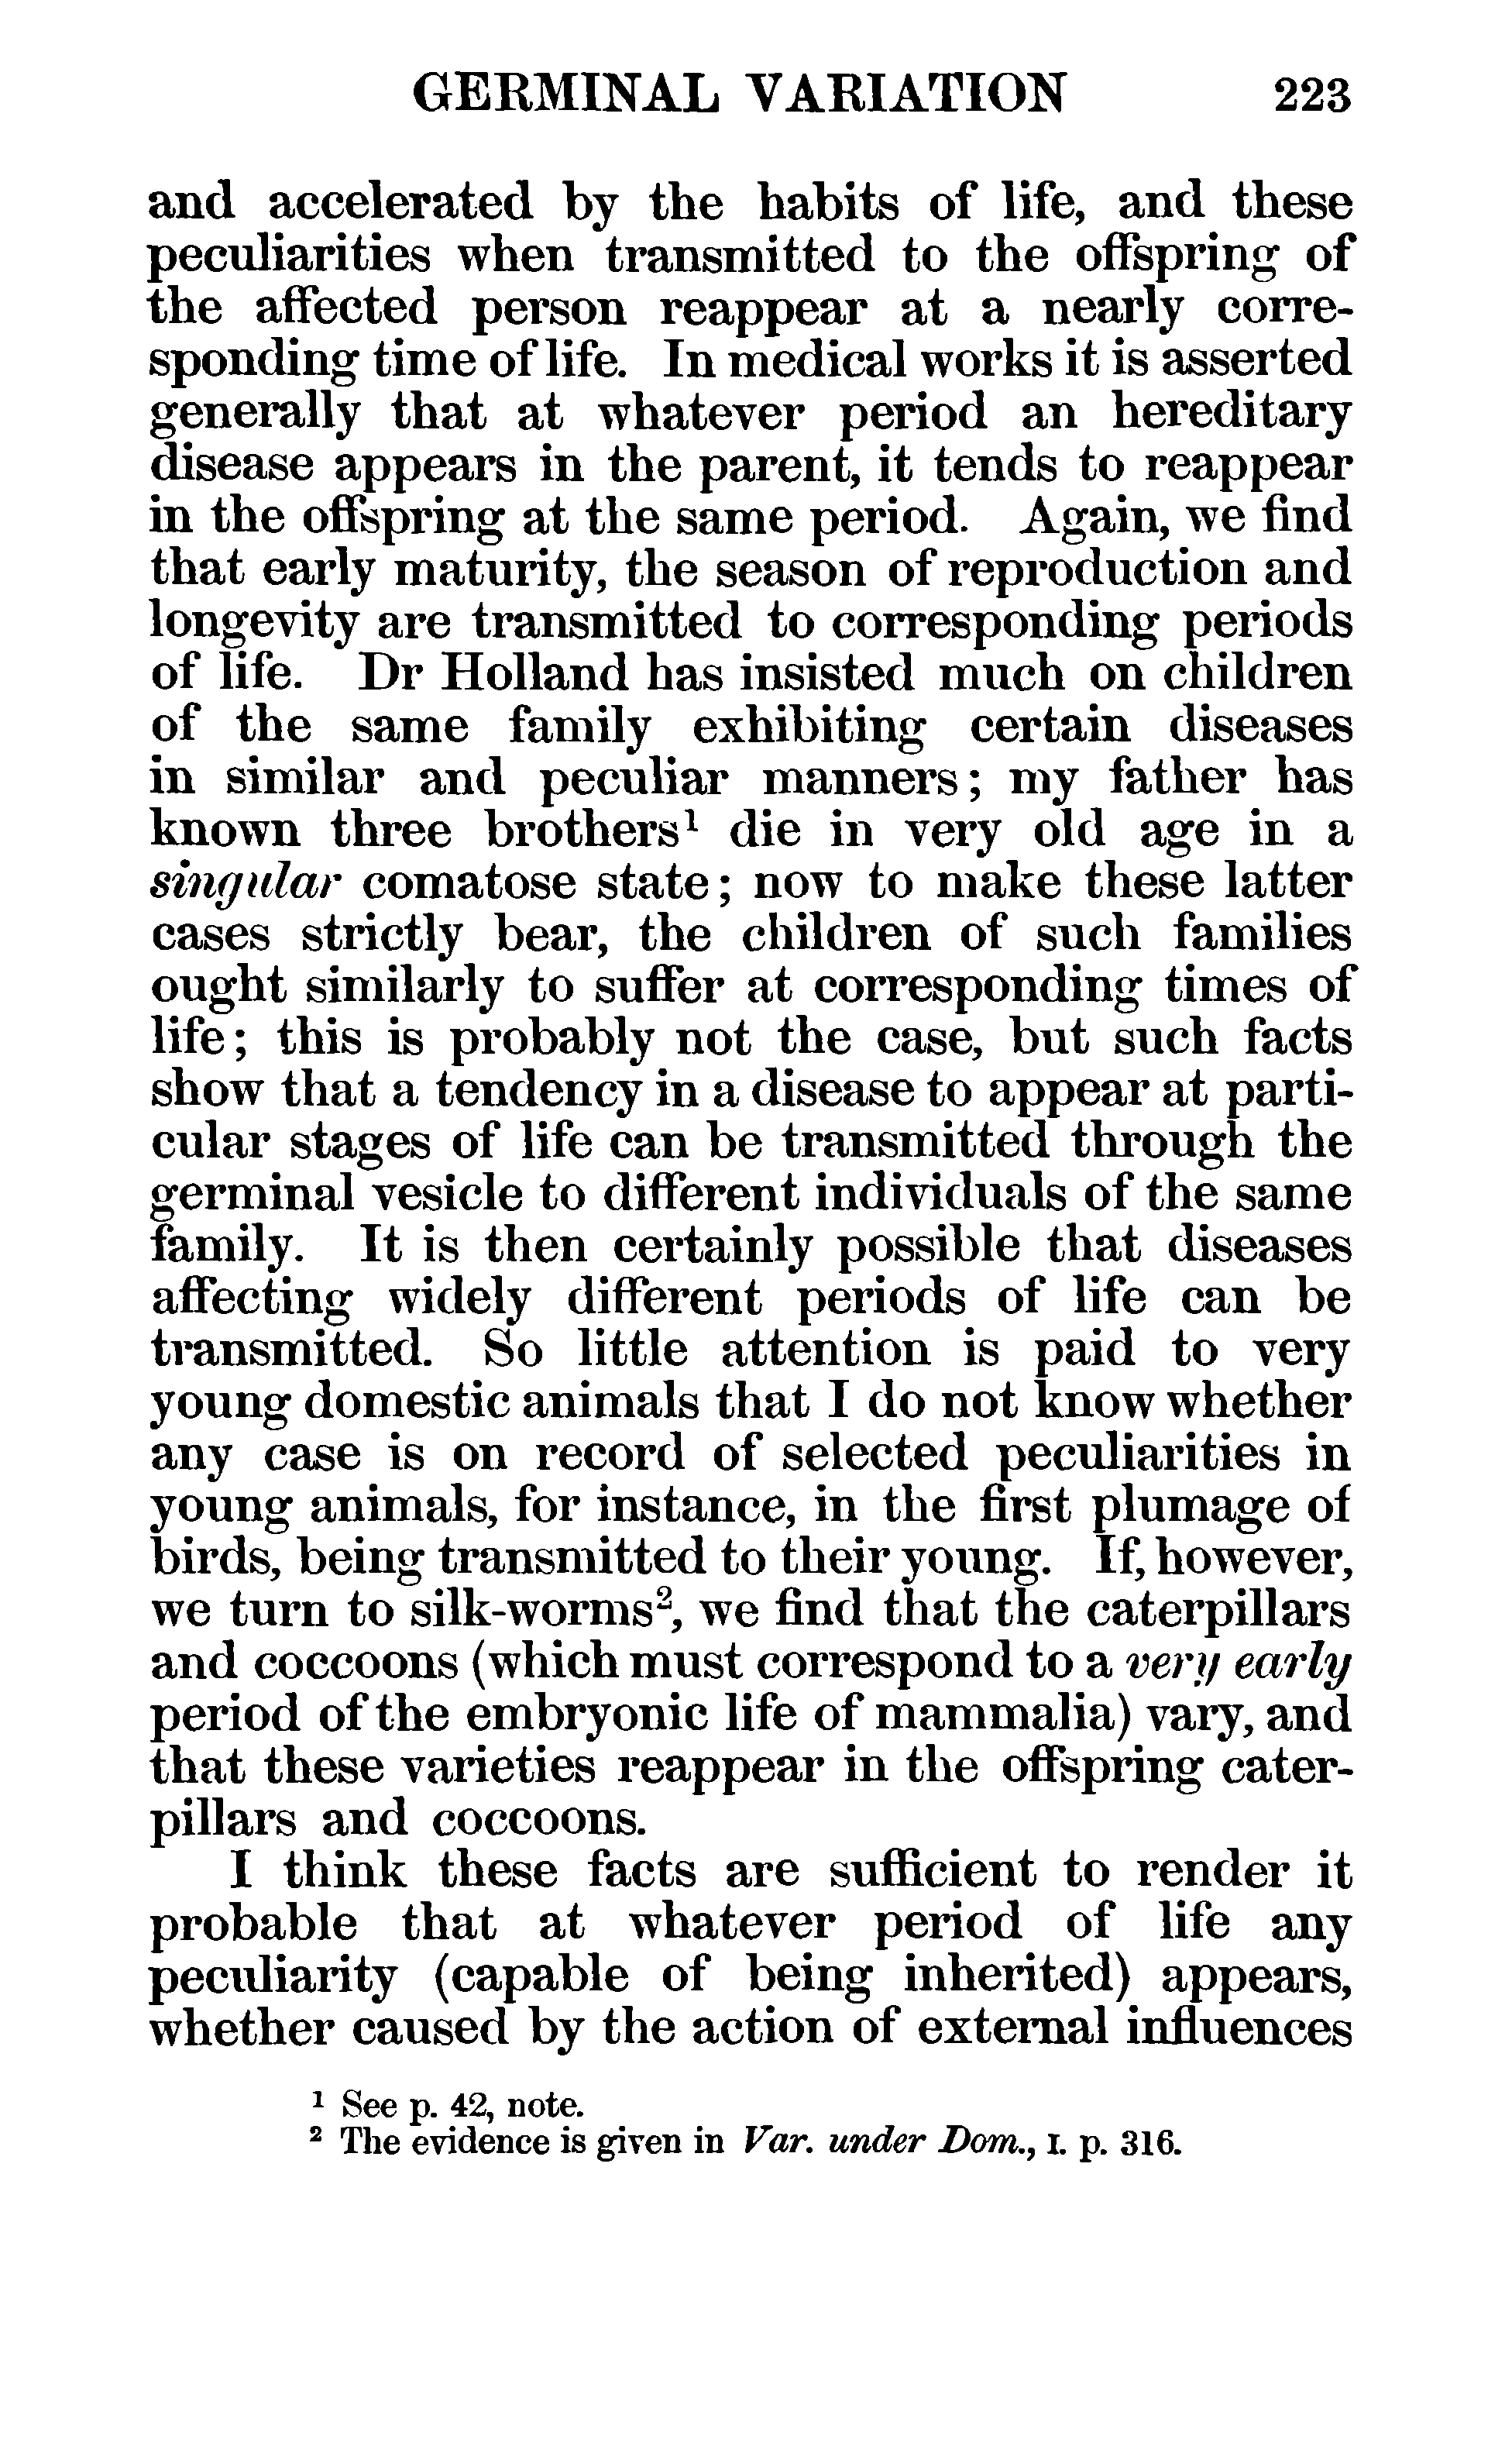 GERMINAL VARIATION 223
and accelerated by the habits of life, and these
peculiarities when transmitted to the offspring of
the affected person reappear at a nearly corre-
sponding time of life. In medical works it is asserted
generally that at whatever period an hereditary
disease appears in the parent, it tends to reappear
in the offspring at the same period. Again, we find
that early maturity, the season of reproduction and
longevity are transmitted to corresponding periods
of life. Dr Holland has insisted much on children
of the same family exhibiting certain diseases
in similar and peculiar manners; my father has
known three brothers¹ die in very old age in a
singular comatose state; now to make these latter
cases strictly bear, the children of such families
ought similarly to suffer at corresponding times of
life; this is probably not the case, but such facts
show that a tendency in a disease to appear at parti-
cular stages of life can be transmitted through the
germinal vesicle to different individuals of the same
family. It is then certainly possible that diseases
affecting widely different periods of life can be
transmitted. So little attention is paid to very
young domestic animals that I do not know whether
any case is on record of selected peculiarities in
young animals, for instance, in the first plumage of
birds, being transmitted to their young. If, however,
we turn to silk-worms², we find that the caterpillars
and coccoons (which must correspond to a very early
period of the embryonic life of mammalia) vary, and
that these varieties reappear in the offspring cater-
pillars and coccoons.
I think these facts are sufficient to render it
probable that at whatever period of life any
peculiarity (capable of being inherited) appears,
whether caused by the action of external influences
¹ See p. 42, note.
² The evidence is given in Var. under Dom., I. p. 316.